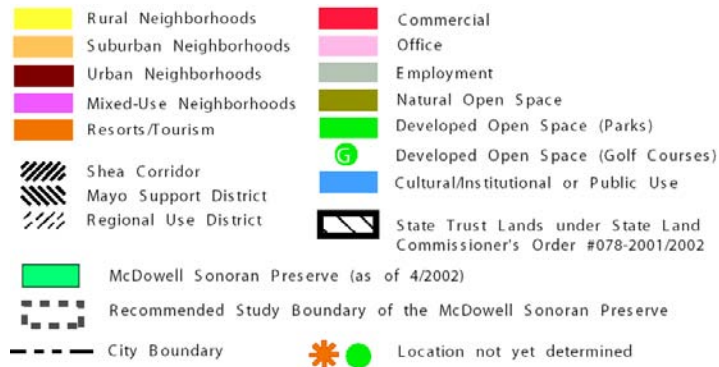 Rural Neighborhoods
Suburban Neighborhoods
Urban Neighborhoods
Mixed-Use Neighborhoods
Resorts/Tourism
Shea Corridor
Mayo Support District
Regional Use District
Commercial
Office
Employment
Natural Open Space
Developed Open Space (Parks)
G Developed Open Space (Golf Courses)
Cultural/Institutional or Public Use
State Trust Lands under State Land
Commissioner's Order #078-2001/2002
McDowell Sonoran Preserve (as of 4/2002)
Recommended Study Boundary of the McDowell Sonoran Preserve
City Boundary
Location not yet determined